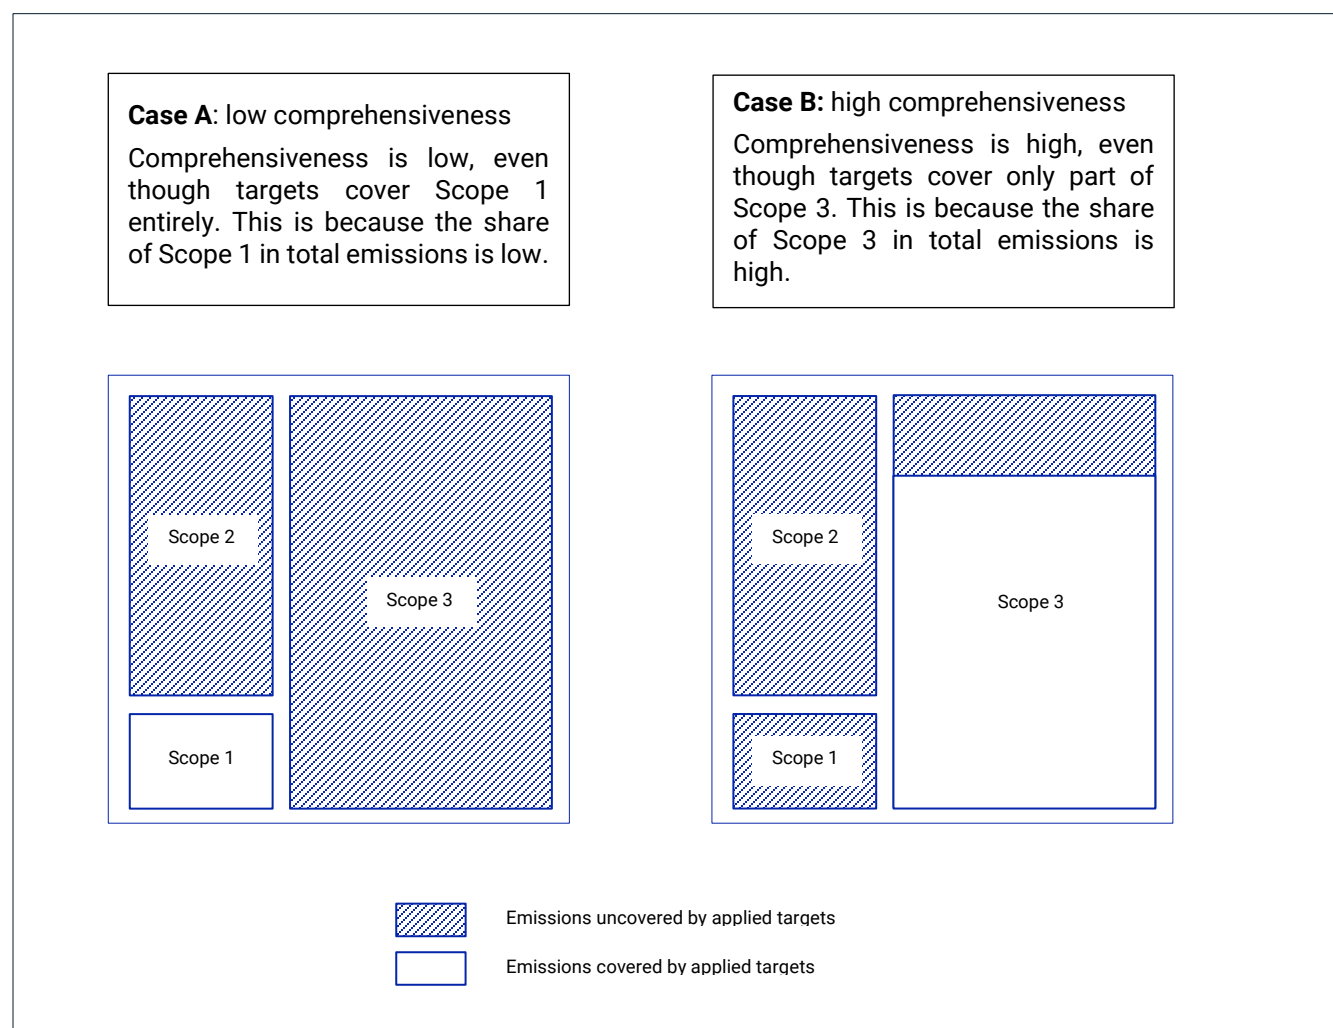 Case A: low comprehensiveness
Comprehensiveness is low, even
though targets cover Scope 1
entirely. This is because the share
of Scope 1 in total emissions is low.
Case B: high comprehensiveness
Comprehensiveness is high, even
though targets cover only part of
Scope 3. This is because the share
of Scope 3 in total emissions is
high.
Scope 2
Scope 3
Scope 1
Scope 2
Scope 3
Scope 1
Emissions uncovered by applied targets
Emissions covered by applied targets